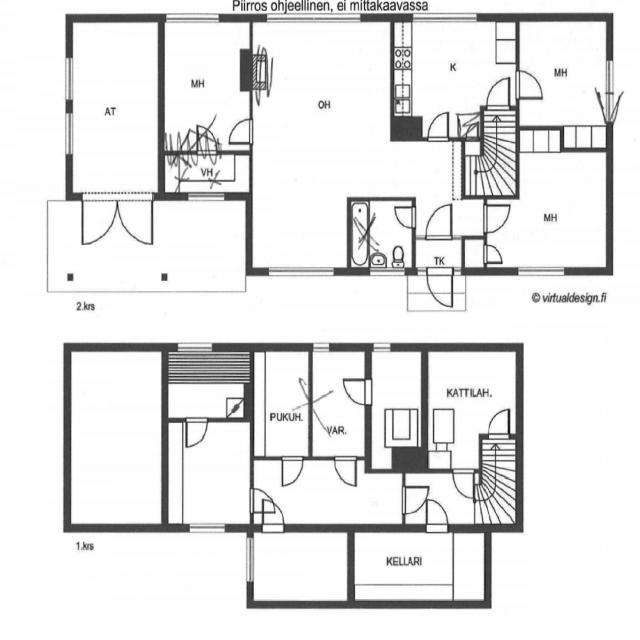 Piirros ohjeellinen, ei mittakaavassa
AT
MH
VH
OH
K
MH
MH
TK
2.krs
© virtualdesign.fi
PUKUH.
VAR.
KATTILAH.
1.krs
KELLARI